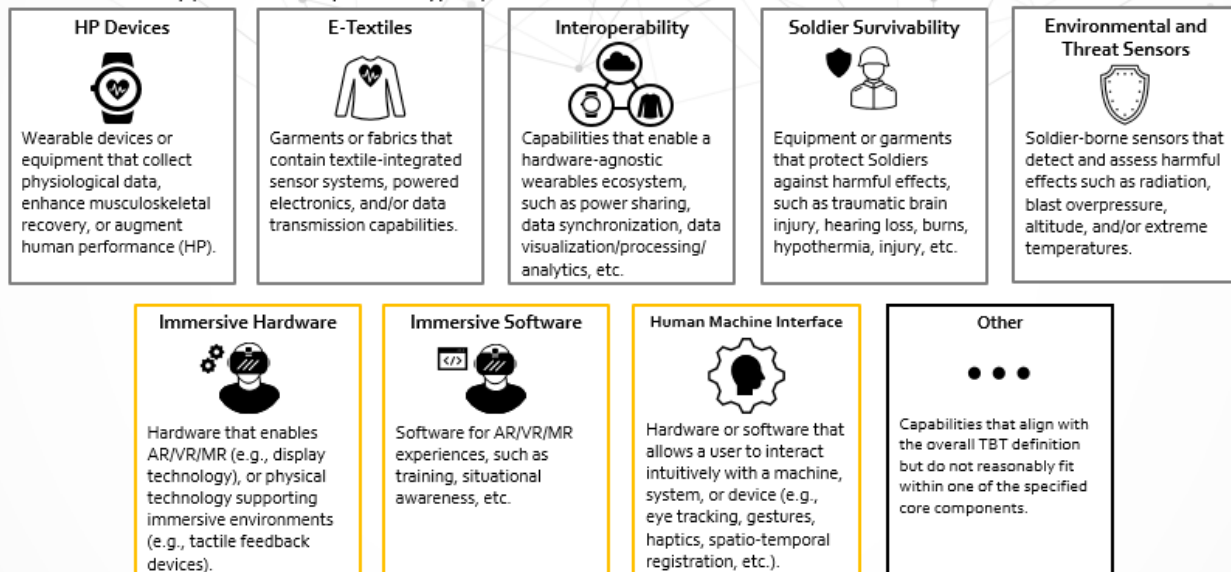 HP Devices
Wearable devices or
equipment that collect
physiological data,
enhance musculoskeletal
recovery, or augment
human performance (HP).
E-Textiles
Garments or fabrics that
contain textile-integrated
sensor systems, powered
electronics, and/or data
transmission capabilities.
Interoperability
Capabilities that enable a
hardware-agnostic
wearables ecosystem,
such as power sharing,
data synchronization, data
visualization/processing/
analytics, etc.
Soldier Survivability
Equipment or garments
that protect Soldiers
against harmful effects,
such as traumatic brain
injury, hearing loss, burns,
hypothermia, injury, etc.
Environmental and
Threat Sensors
Soldier-borne sensors that
detect and assess harmful
effects such as radiation,
blast overpressure,
altitude, and/or extreme
temperatures.
Immersive Hardware
Hardware that enables
AR/VR/MR (e.g., display
technology), or physical
technology supporting
immersive environments
(e.g., tactile feedback
devices).
Immersive Software
</>
Software for AR/VR/MR
experiences, such as
training, situational
awareness, etc.
Human Machine Interface
Hardware or software that
allows a user to interact
intuitively with a machine,
system, or device (e.g.,
eye tracking, gestures,
haptics, spatio-temporal
registration, etc.).
Other
Capabilities that align with
the overall TBT definition
but do not reasonably fit
within one of the specified
core components.